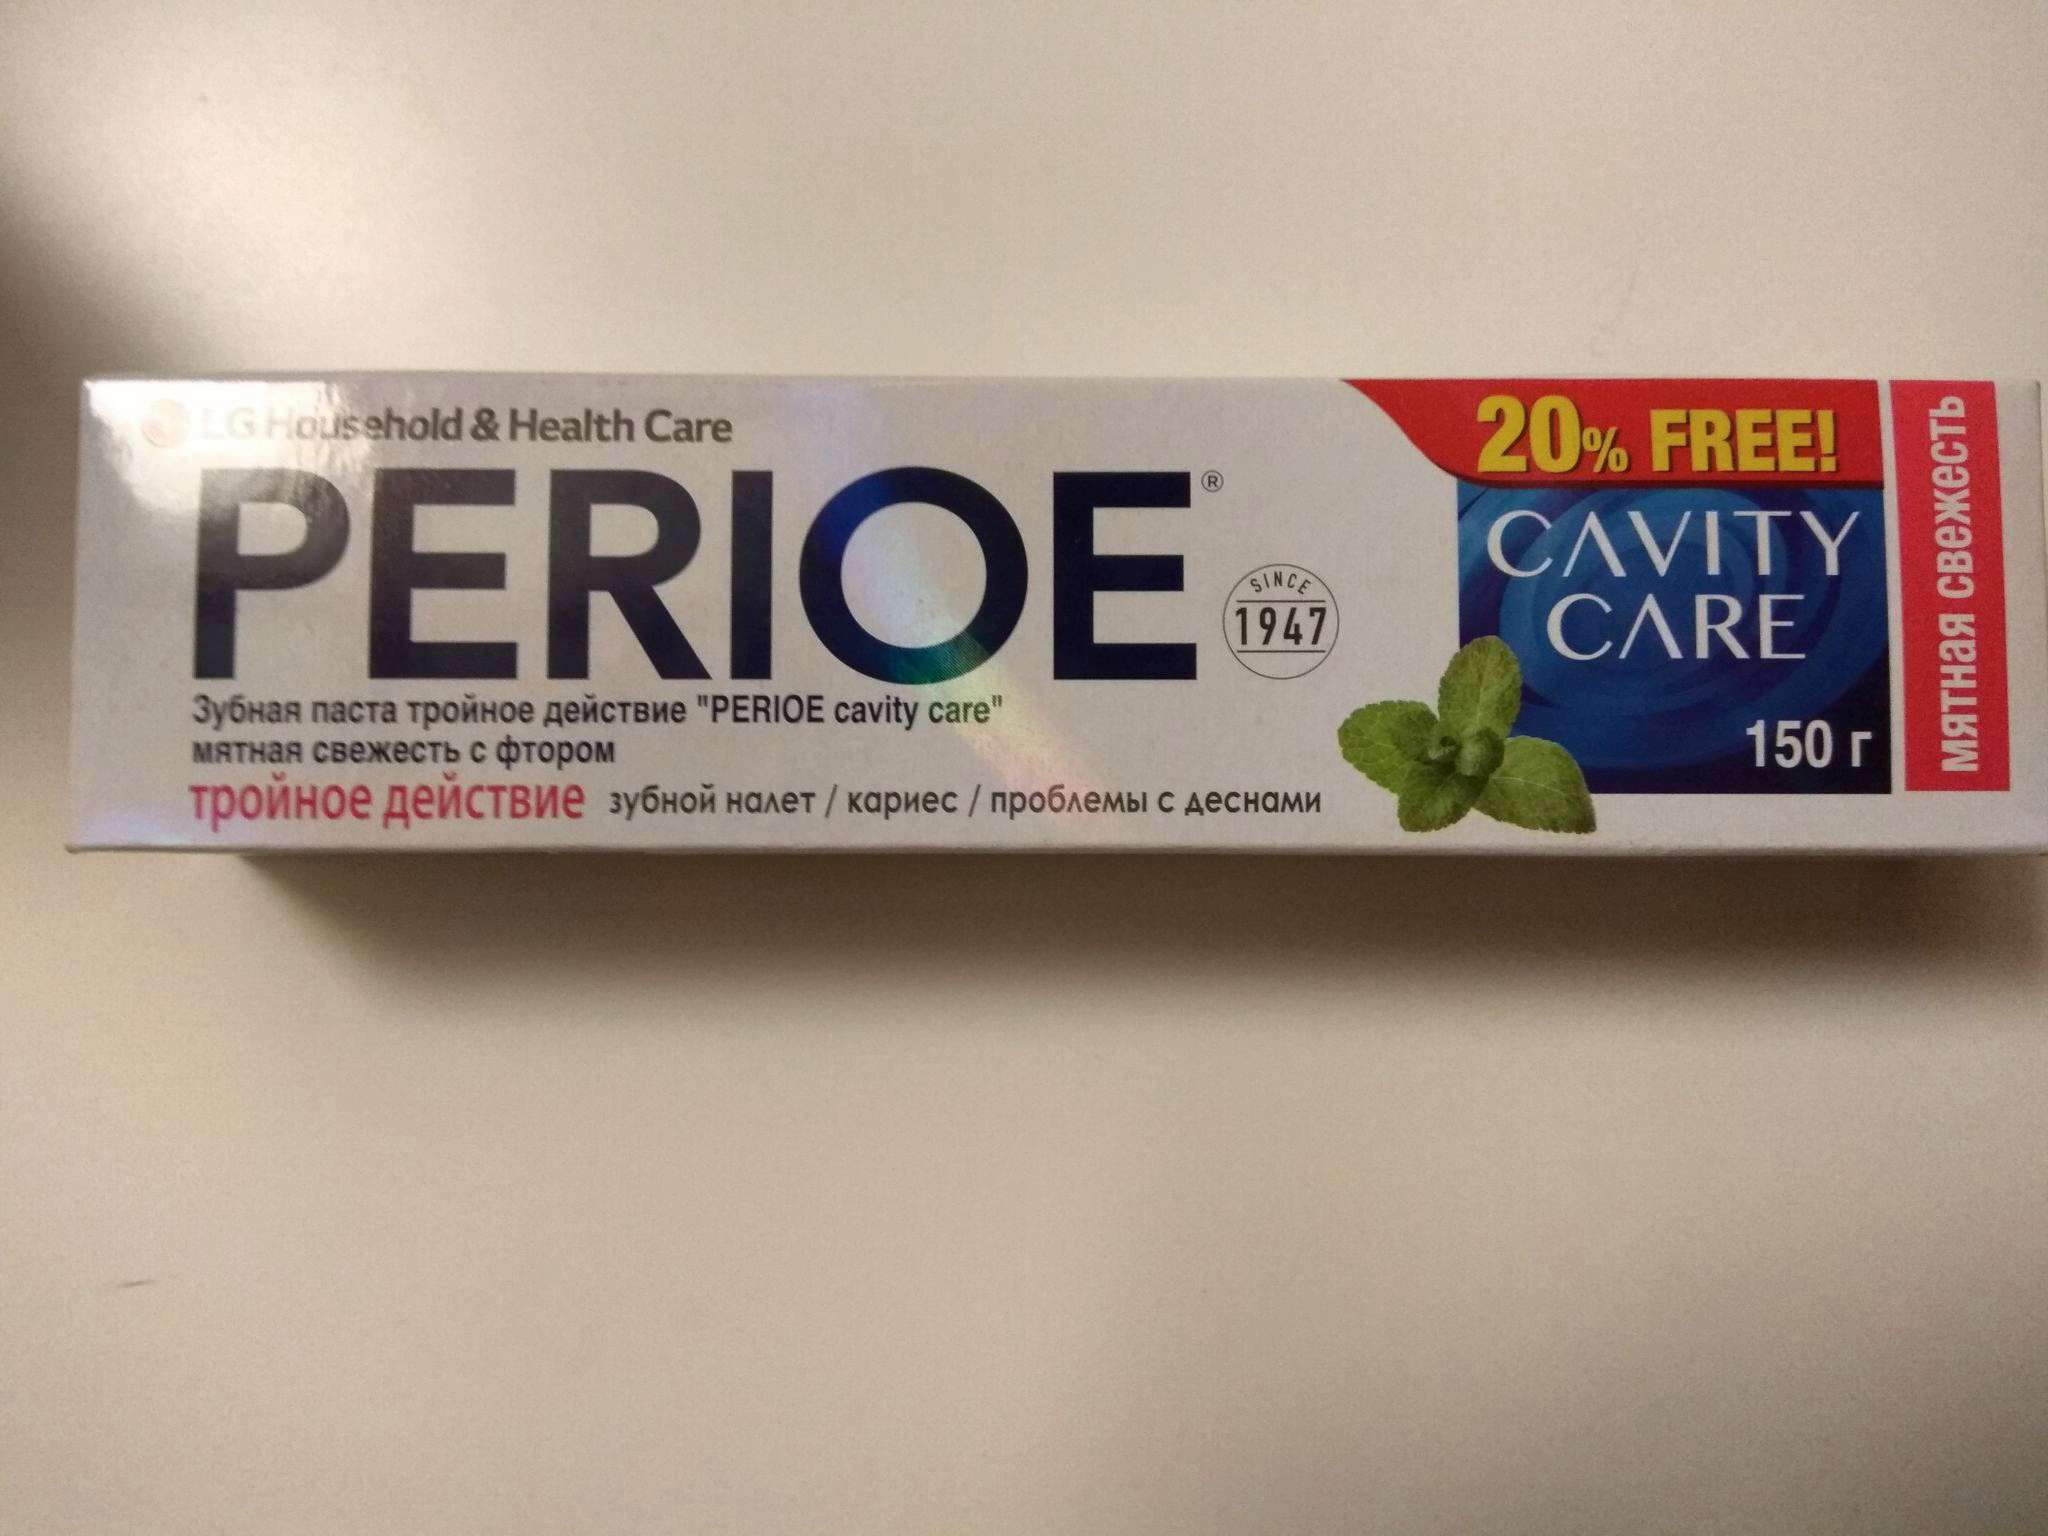 LG Household & Health Care
PERIOE®
SINCE
1947
Зубная паста тройное действие "PERIOE cavity care"
мятная свежесть с фтором
тройное действие зубной налет / кариес / проблемы с деснами
20% FREE!
CAVITY
CARE
150 г
мятная свежесть